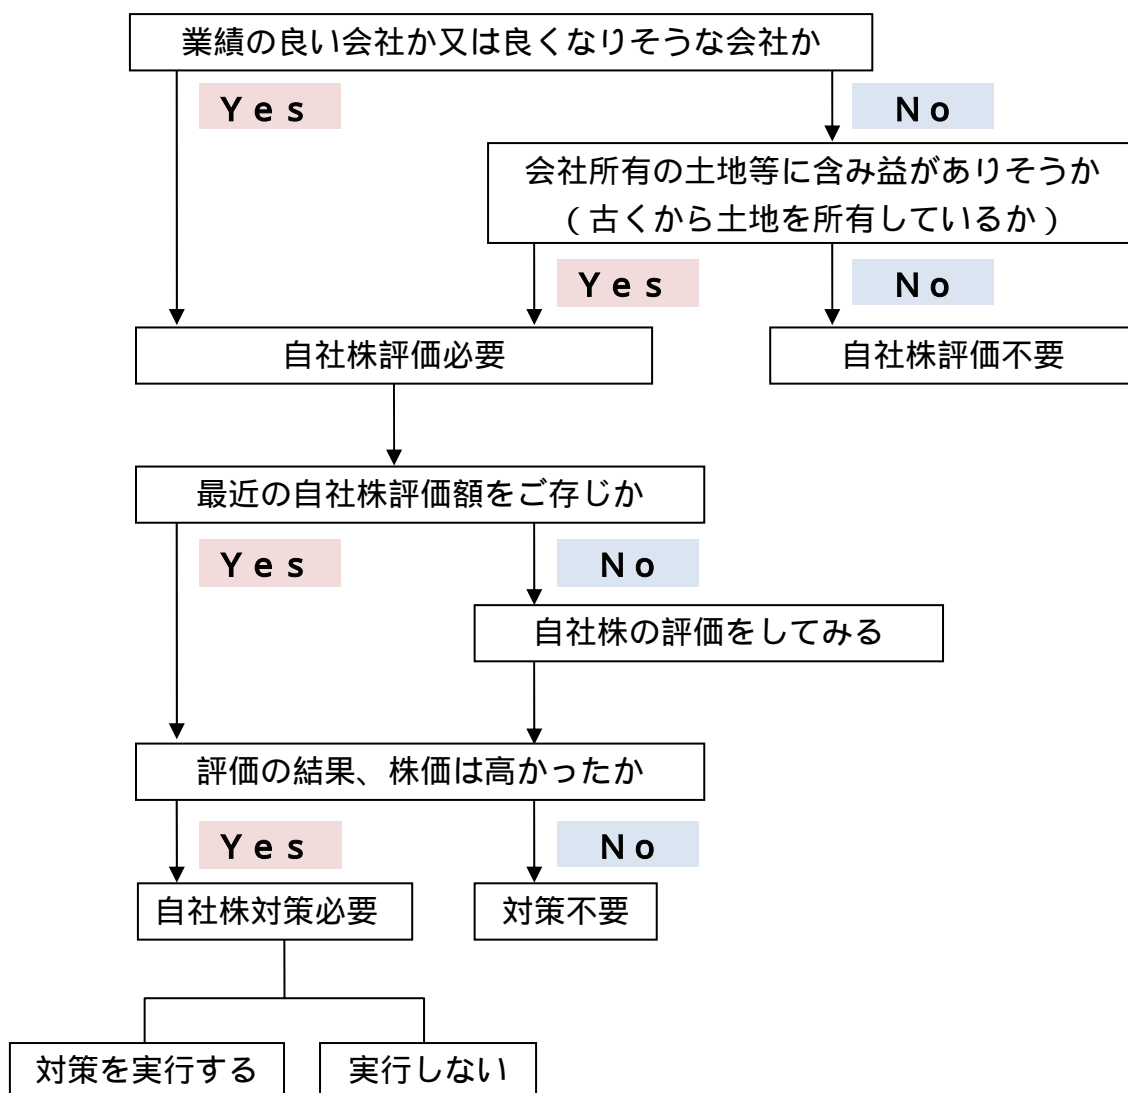 業績の良い会社か又は良くなりそうな会社か
Yes
No
会社所有の土地等に含み益がありそうか
（古くから土地を所有しているか）
Yes
No
自社株評価必要
自社株評価不要
最近の自社株評価額をご存じか
Yes
No
自社株の評価をしてみる
評価の結果、株価は高かったか
Yes
No
自社株対策必要
対策不要
対策を実行する
実行しない